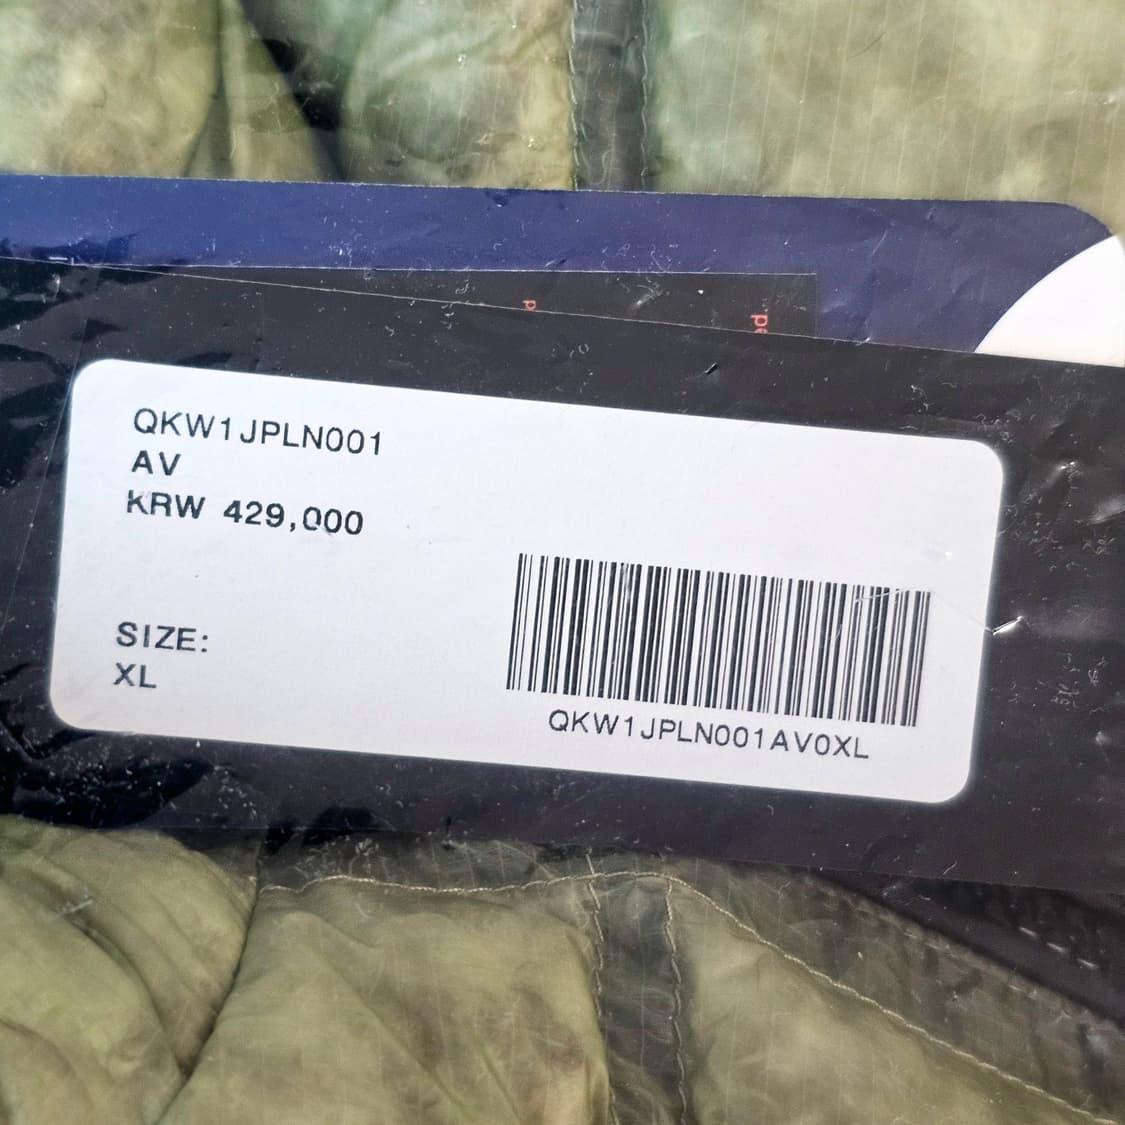 QKW1JPLN001
AV
KRW 429,000
SIZE:
XL
QKW1JPLN001AV0XL